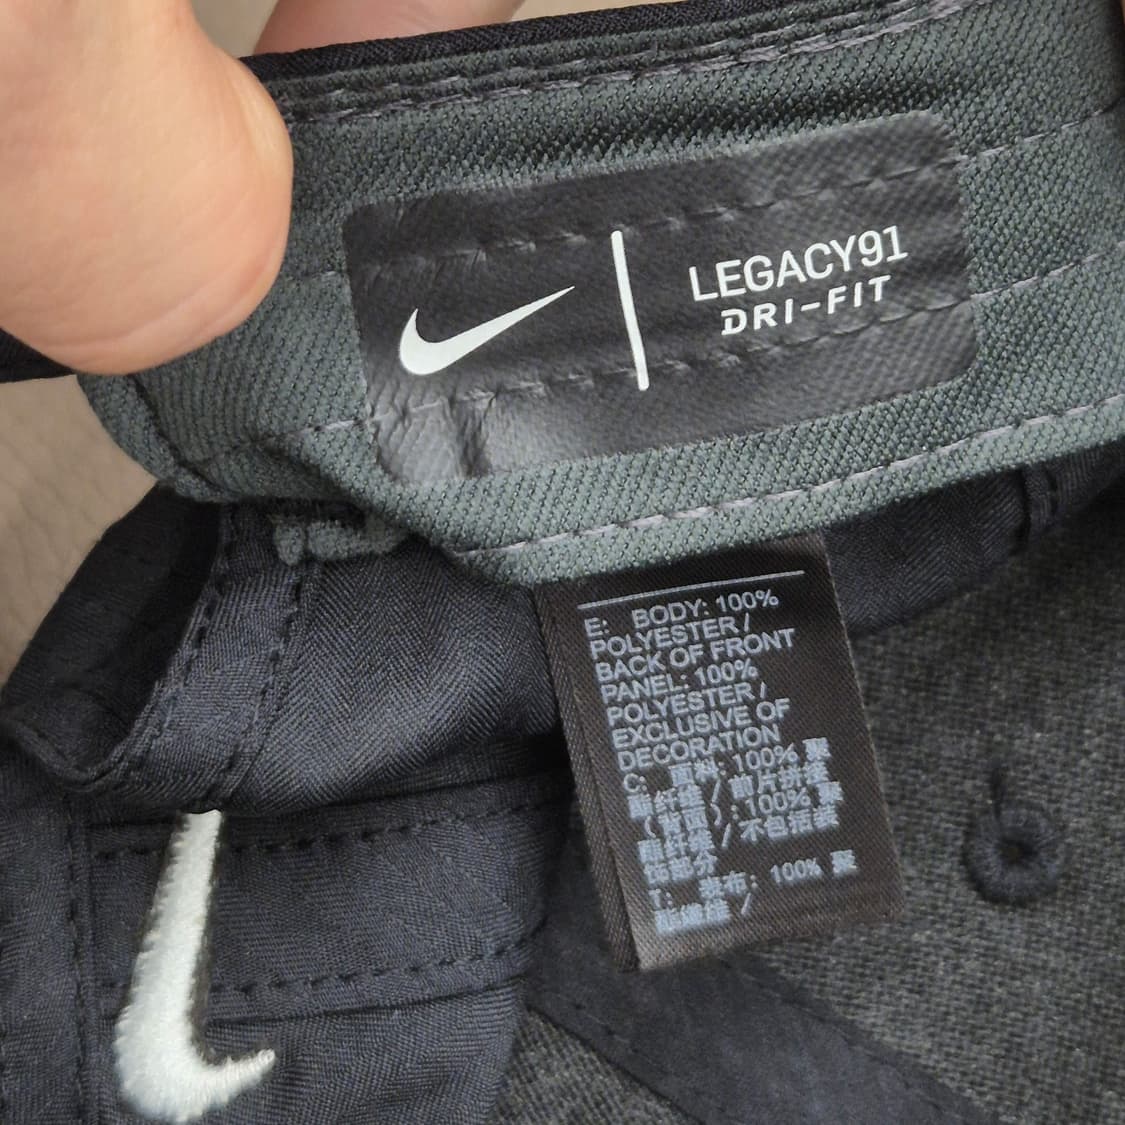 LEGACY91
DRI-FIT
E: BODY: 100%
POLYESTER /
BACK OF FRONT
PANEL: 100%
POLYESTER /
EXCLUSIVE OF
DECORATION
C: 面料: 100% 聚
酯纤维 / 前片拼接
(背面): 100% 聚
酯纤维 / 不包括装
饰部分
T: 表布: 100% 聚
酯纖維 /